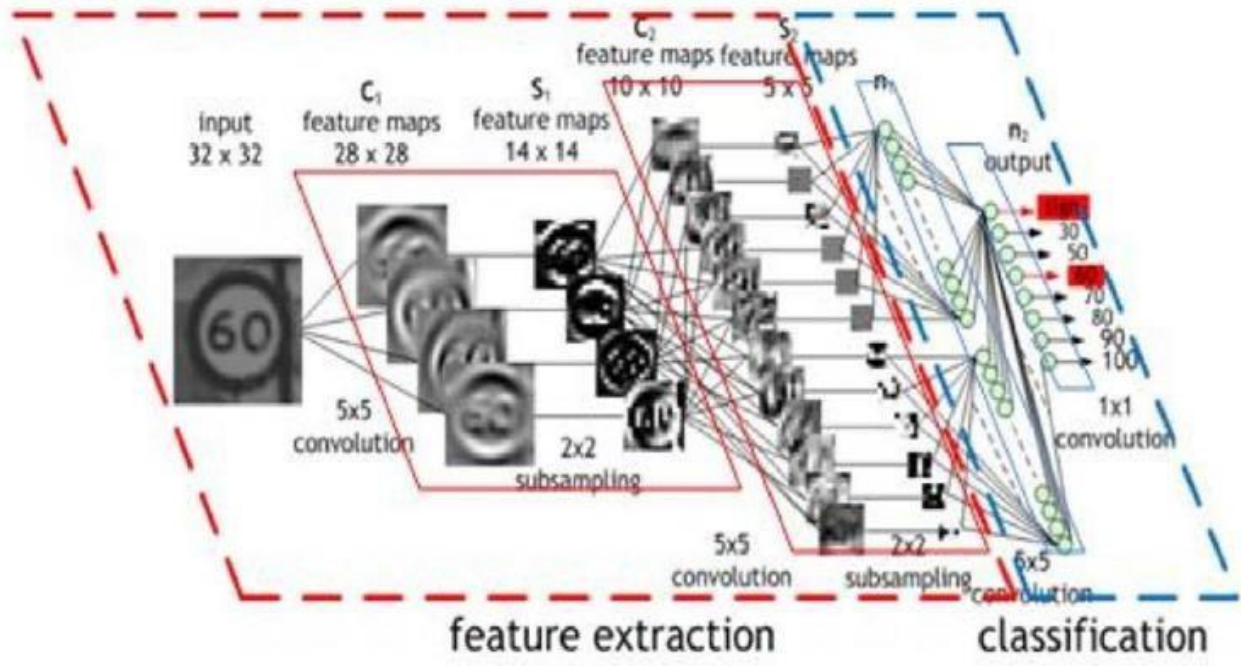 input
32 x 32
C₁
feature maps
28 x 28
S₁
feature maps
14 x 14
C₂
feature maps
10 x 10
S₂
feature maps
5 x 5
n₁
n₂
output
60
30
50
60
70
80
90
100
5x5
convolution
2x2
subsampling
5x5
convolution
2x2
subsampling
5x5
convolution
1x1
convolution
feature extraction
classification